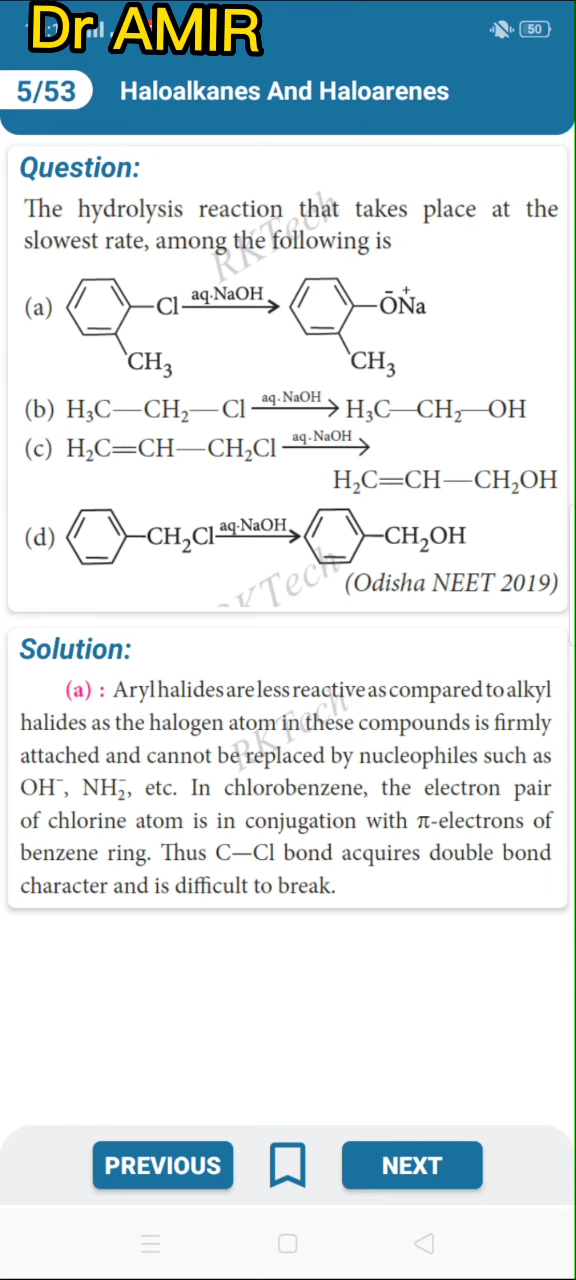 Dr AMIR
50
5/53 Haloalkanes And Haloarenes
Question:
The hydrolysis reaction that takes place at the
slowest rate, among the following is
(a) Cl aq.NaOH ŌNa⁺
CH₃ CH₃
(b) H₃C—CH₂—Cl aq.NaOH → H₃C—CH₂—OH
(c) H₂C=CH—CH₂Cl aq.NaOH →
H₂C=CH—CH₂OH
(d) —CH₂Cl aq.NaOH → —CH₂OH
(Odisha NEET 2019)
RKTech
RKTech
Solution:
(a) : Aryl halides are less reactive as compared to alkyl
halides as the halogen atom in these compounds is firmly
attached and cannot be replaced by nucleophiles such as
OH⁻, NH₂⁻, etc. In chlorobenzene, the electron pair
of chlorine atom is in conjugation with π-electrons of
benzene ring. Thus C—Cl bond acquires double bond
character and is difficult to break.
RKTech
PREVIOUS NEXT